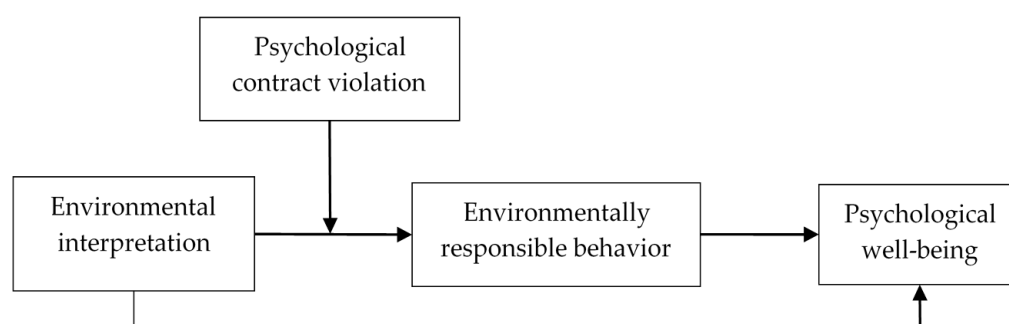 Psychological
contract violation
Environmental
interpretation
Environmentally
responsible behavior
Psychological
well-being